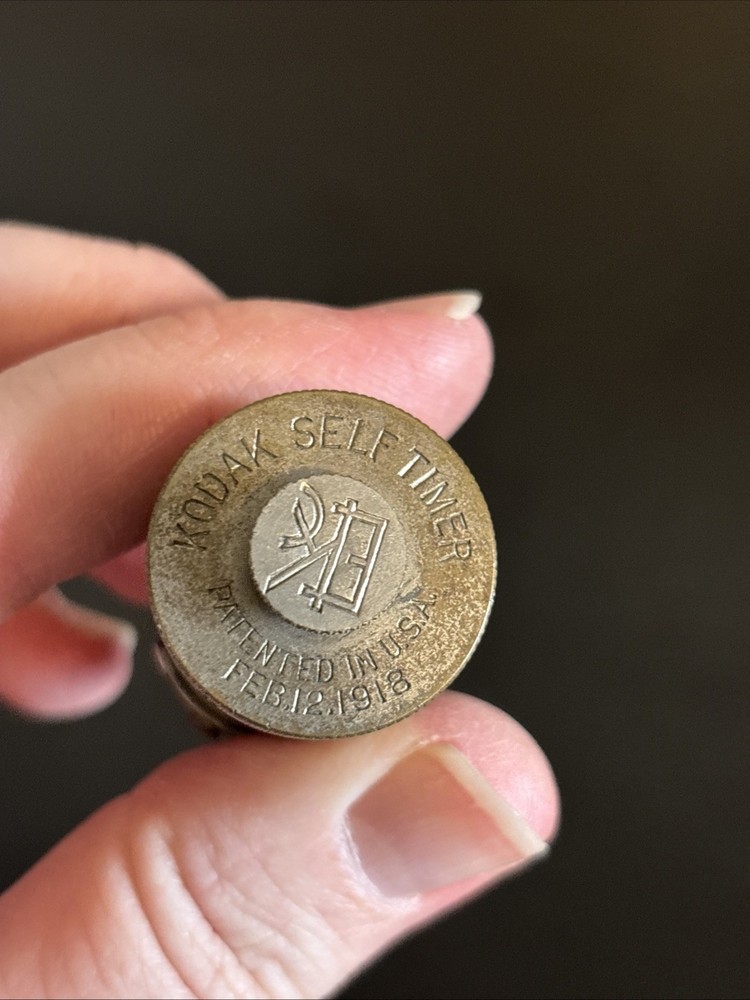 KODAK SELF TIMER
PATENTED IN U.S.A.
FEB.12.1918